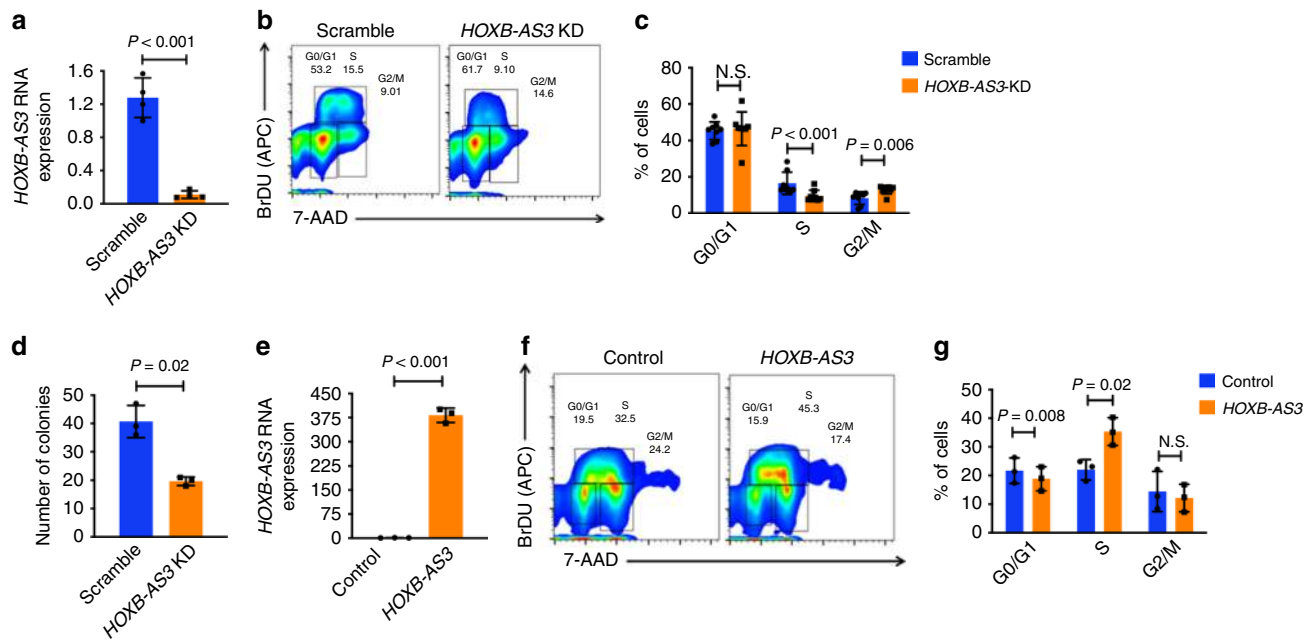 a
P < 0.001
HOXB-AS3 RNA
expression
1.6
1.2
0.8
0.4
0.0
Scramble
HOXB-AS3 KD
b
Scramble
HOXB-AS3 KD
G0/G1 S
53.2 15.5
G2/M
9.01
G0/G1 S
61.7 9.10
G2/M
14.6
BrDU (APC)
7-AAD
c
Scramble
HOXB-AS3-KD
% of cells
80
60
40
20
0
N.S.
P < 0.001
P = 0.006
G0/G1
S
G2/M
d
P = 0.02
Number of colonies
50
40
30
20
10
0
Scramble
HOXB-AS3 KD
e
P < 0.001
HOXB-AS3 RNA
expression
450
375
300
225
150
75
0
Control
HOXB-AS3
f
Control
HOXB-AS3
G0/G1 S
19.5 32.5
G2/M
24.2
S
45.3
G0/G1
15.9
G2/M
17.4
BrDU (APC)
7-AAD
g
Control
HOXB-AS3
% of cells
50
40
30
20
10
0
P = 0.008
P = 0.02
N.S.
G0/G1
S
G2/M